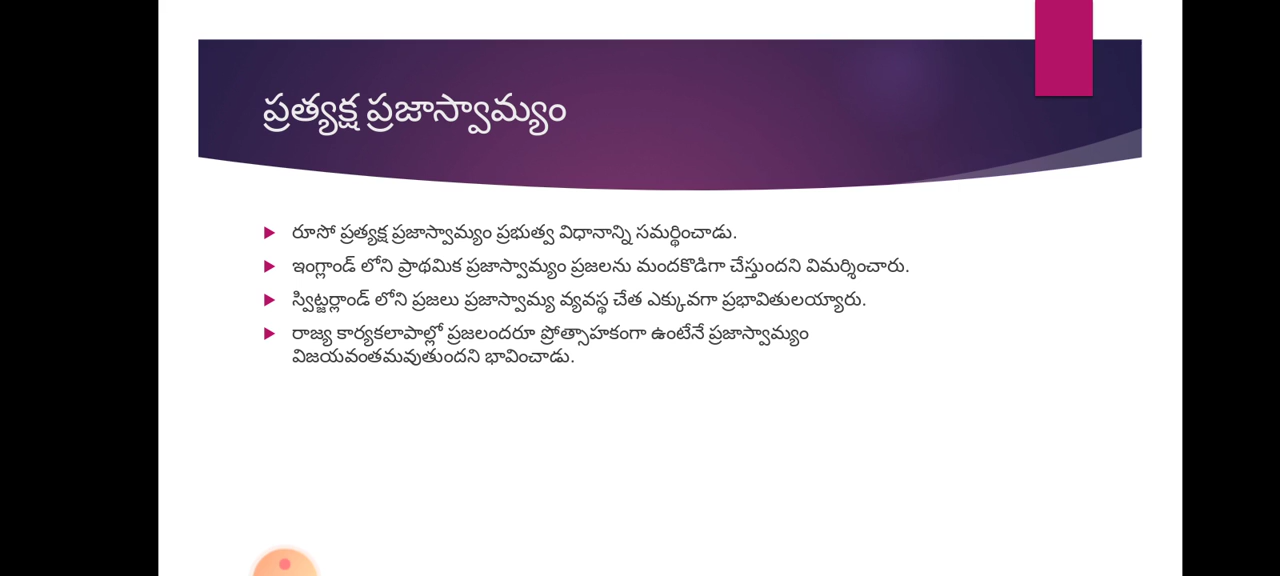 ప్రత్యక్ష ప్రజాస్వామ్యం
రూసో ప్రత్యక్ష ప్రజాస్వామ్యం ప్రభుత్వ విధానాన్ని సమర్థించాడు.
ఇంగ్లాండ్ లోని ప్రాథమిక ప్రజాస్వామ్యం ప్రజలను మందకొడిగా చేస్తుందని విమర్శించారు.
స్విట్జర్లాండ్ లోని ప్రజలు ప్రజాస్వామ్య వ్యవస్థ చేత ఎక్కువగా ప్రభావితులయ్యారు.
రాజ్య కార్యకలాపాల్లో ప్రజలందరూ ప్రోత్సాహకంగా ఉంటేనే ప్రజాస్వామ్యం
విజయవంతమవుతుందని భావించాడు.